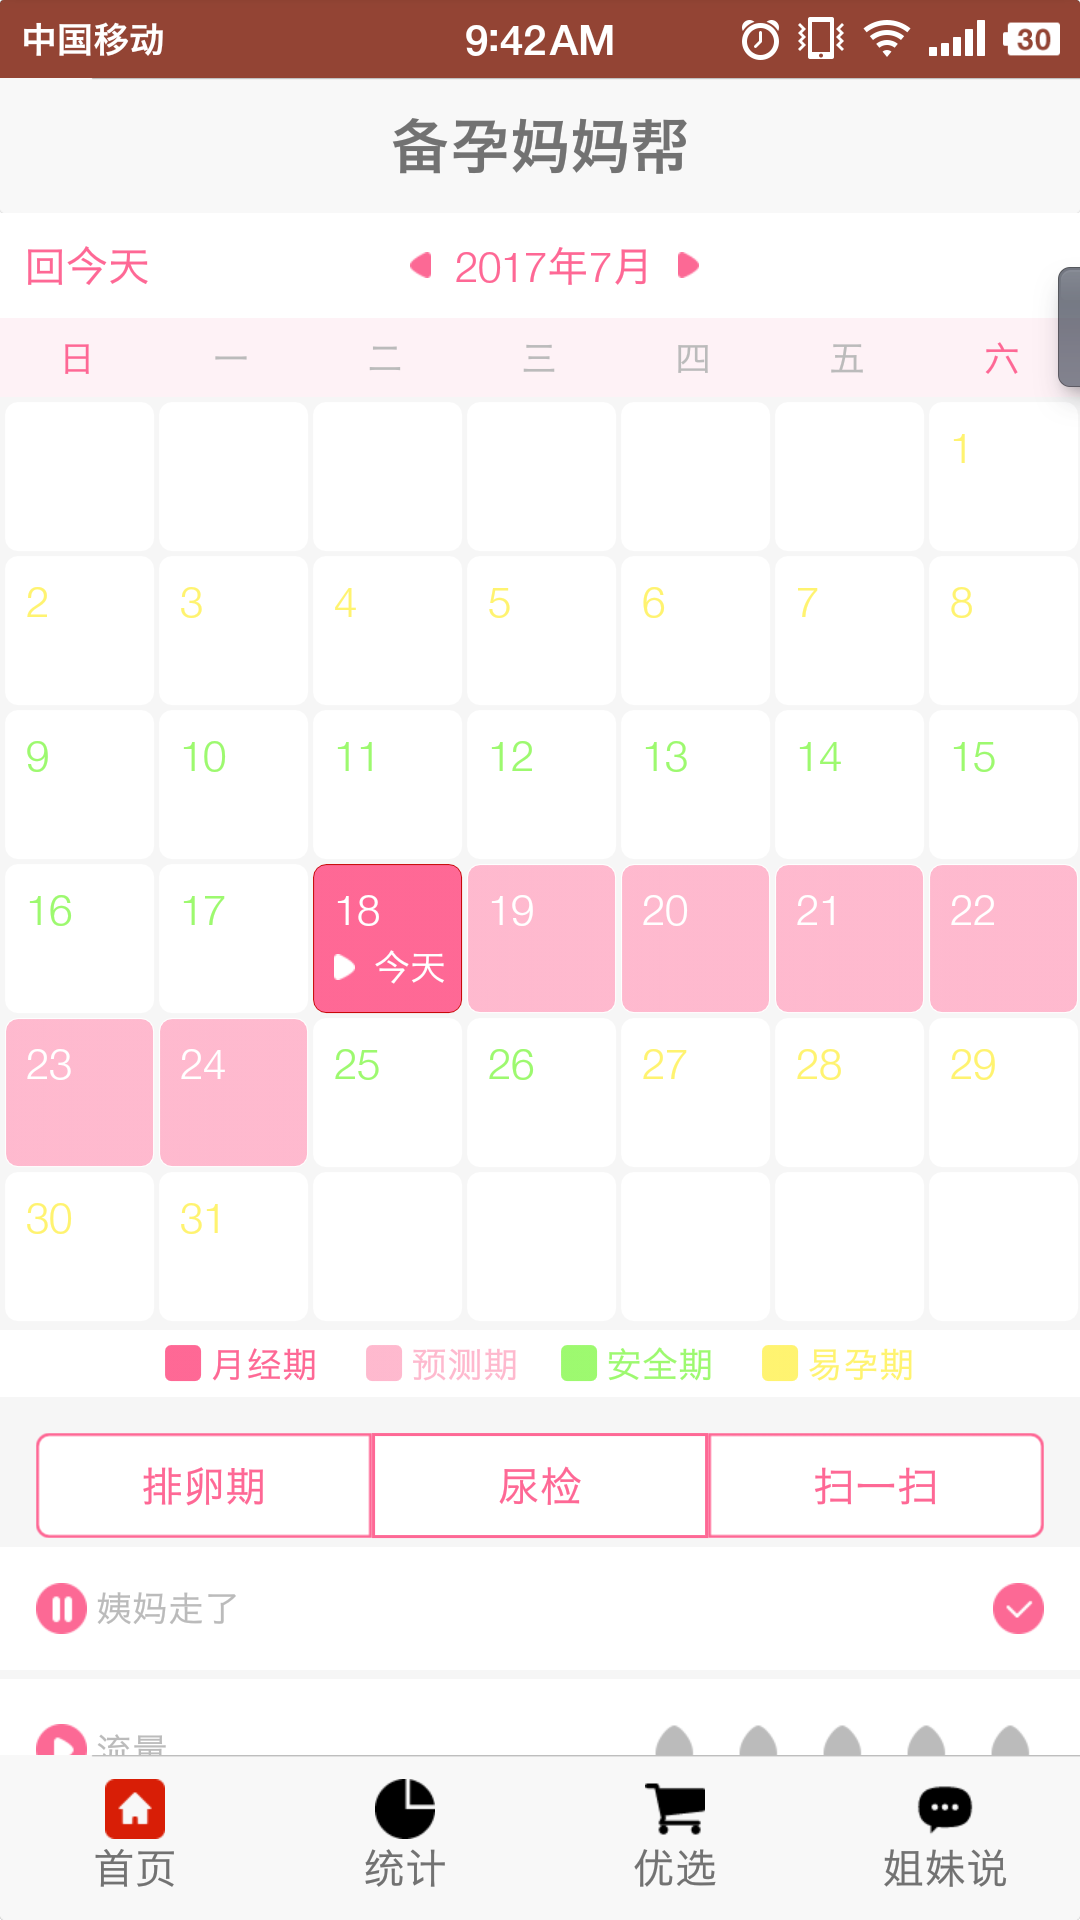 中国移动 9:42AM 30
备孕妈妈帮
回今天 2017年7月
日 一 二 三 四 五 六
1
2 3 4 5 6 7 8
9 10 11 12 13 14 15
16 17 18 19 20 21 22
今天
23 24 25 26 27 28 29
30 31
月经期 预测期 安全期 易孕期
排卵期 尿检 扫一扫
姨妈走了
流量
首页 统计 优选 姐妹说